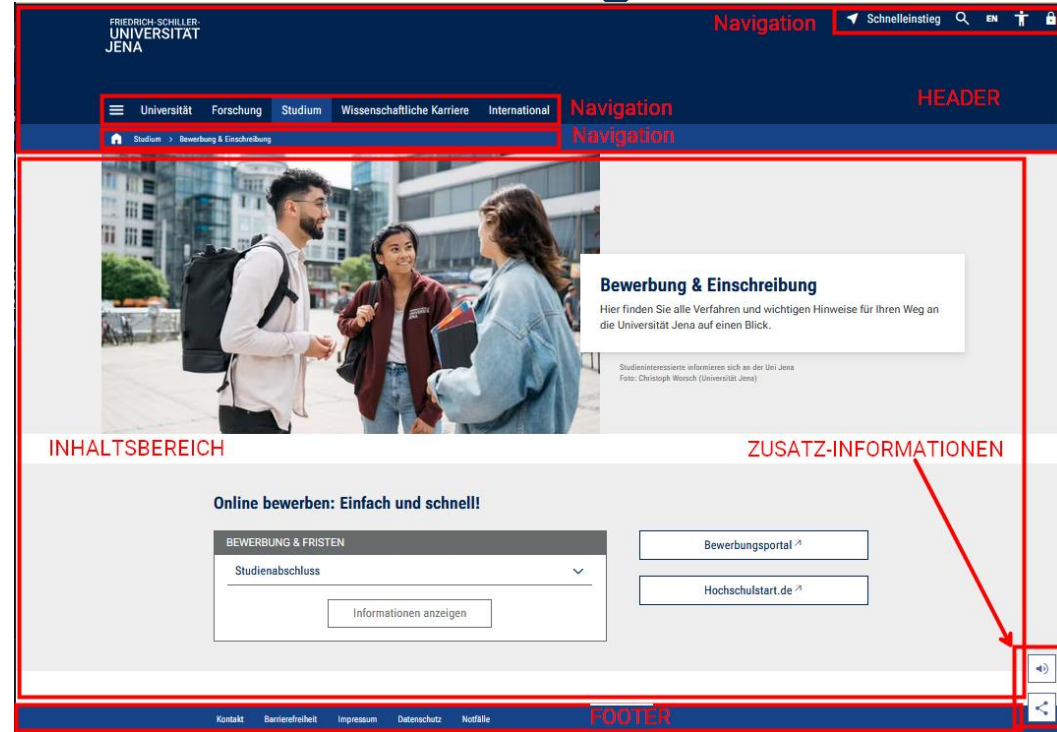 FRIEDRICH-SCHILLER-
UNIVERSITÄT
JENA
Navigation
Schnelleinstieg
EN
HEADER
Universität Forschung Studium Wissenschaftliche Karriere International
Navigation
Studium > Bewerbung & Einschreibung
Navigation
Bewerbung & Einschreibung
Hier finden Sie alle Verfahren und wichtigen Hinweise für Ihren Weg an
die Universität Jena auf einen Blick.
Studieninteressierte informieren sich an der Uni Jena
Foto: Christoph Worsch (Universität Jena)
INHALTSBEREICH
ZUSATZ-INFORMATIONEN
Online bewerben: Einfach und schnell!
BEWERBUNG & FRISTEN
Studienabschluss
Informationen anzeigen
Bewerbungsportal
Hochschulstart.de
Kontakt Barrierefreiheit Impressum Datenschutz Notfälle
FOOTER